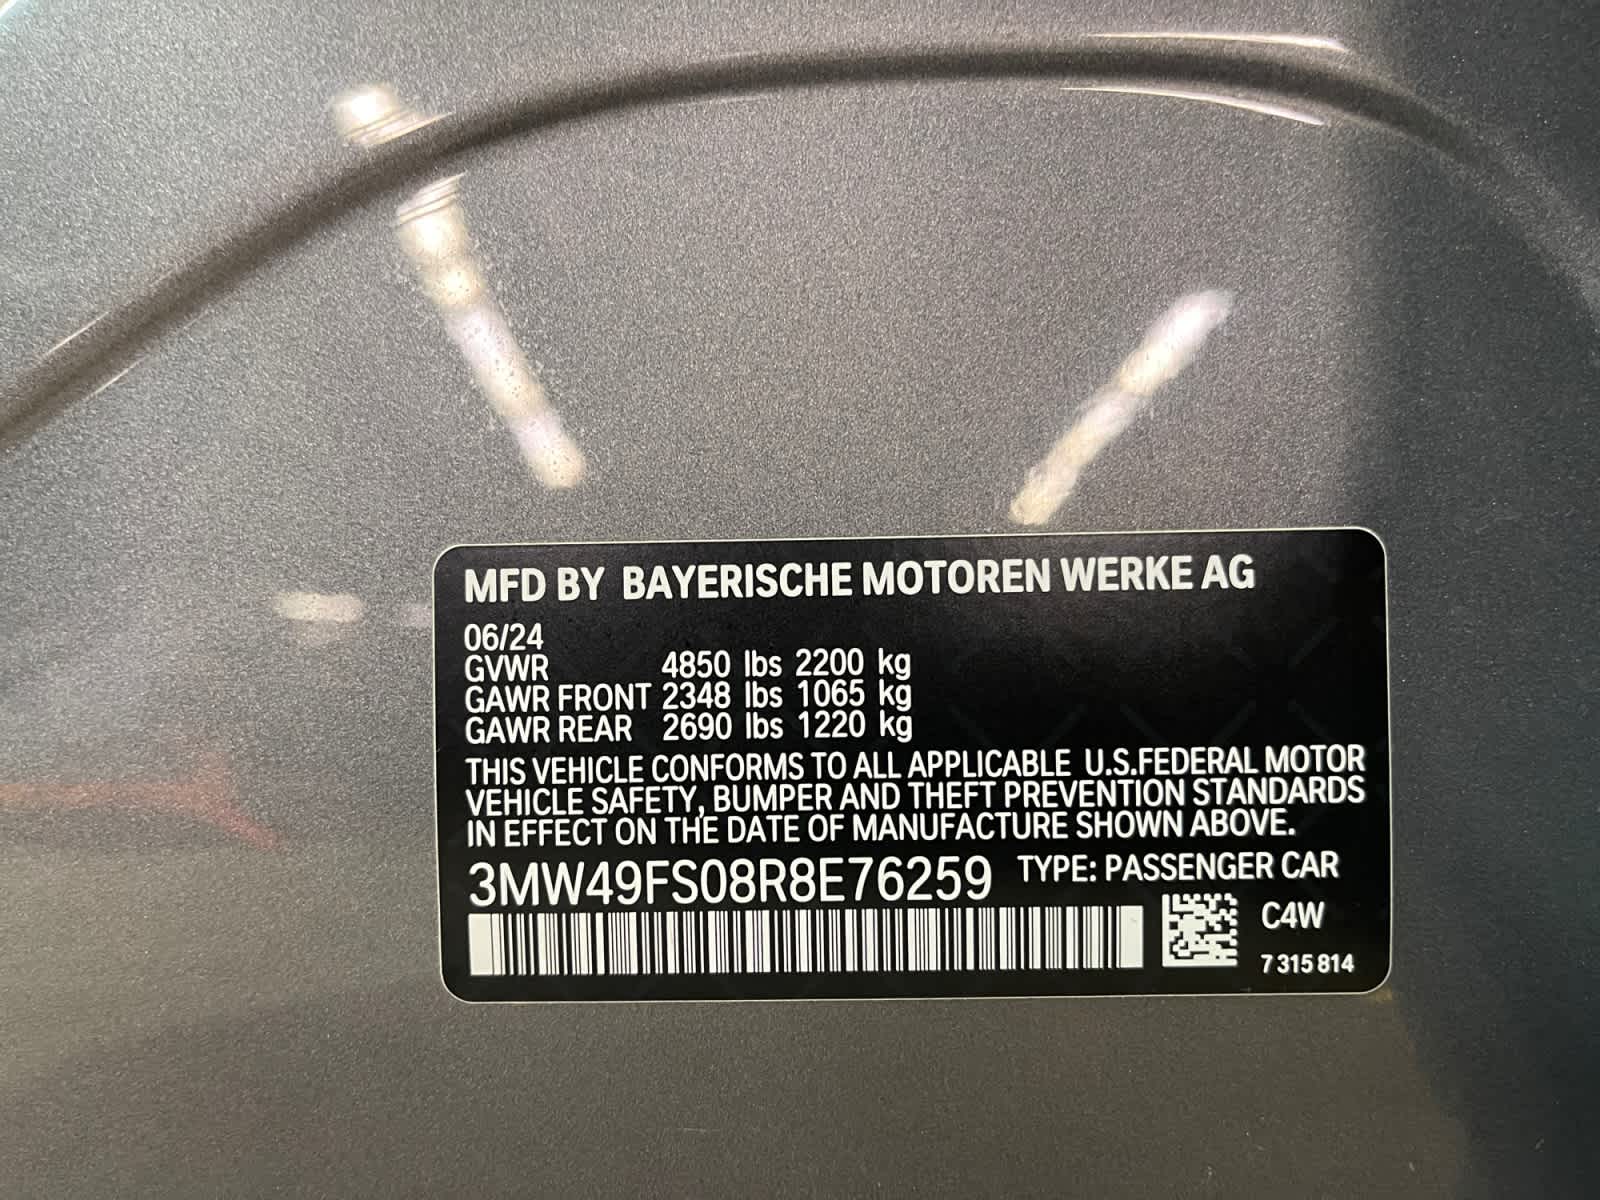 MFD BY BAYERISCHE MOTOREN WERKE AG
06/24
GVWR 4850 lbs 2200 kg
GAWR FRONT 2348 lbs 1065 kg
GAWR REAR 2690 lbs 1220 kg
THIS VEHICLE CONFORMS TO ALL APPLICABLE U.S.FEDERAL MOTOR
VEHICLE SAFETY, BUMPER AND THEFT PREVENTION STANDARDS
IN EFFECT ON THE DATE OF MANUFACTURE SHOWN ABOVE.
3MW49FS08R8E76259 TYPE: PASSENGER CAR
C4W
7 315 814